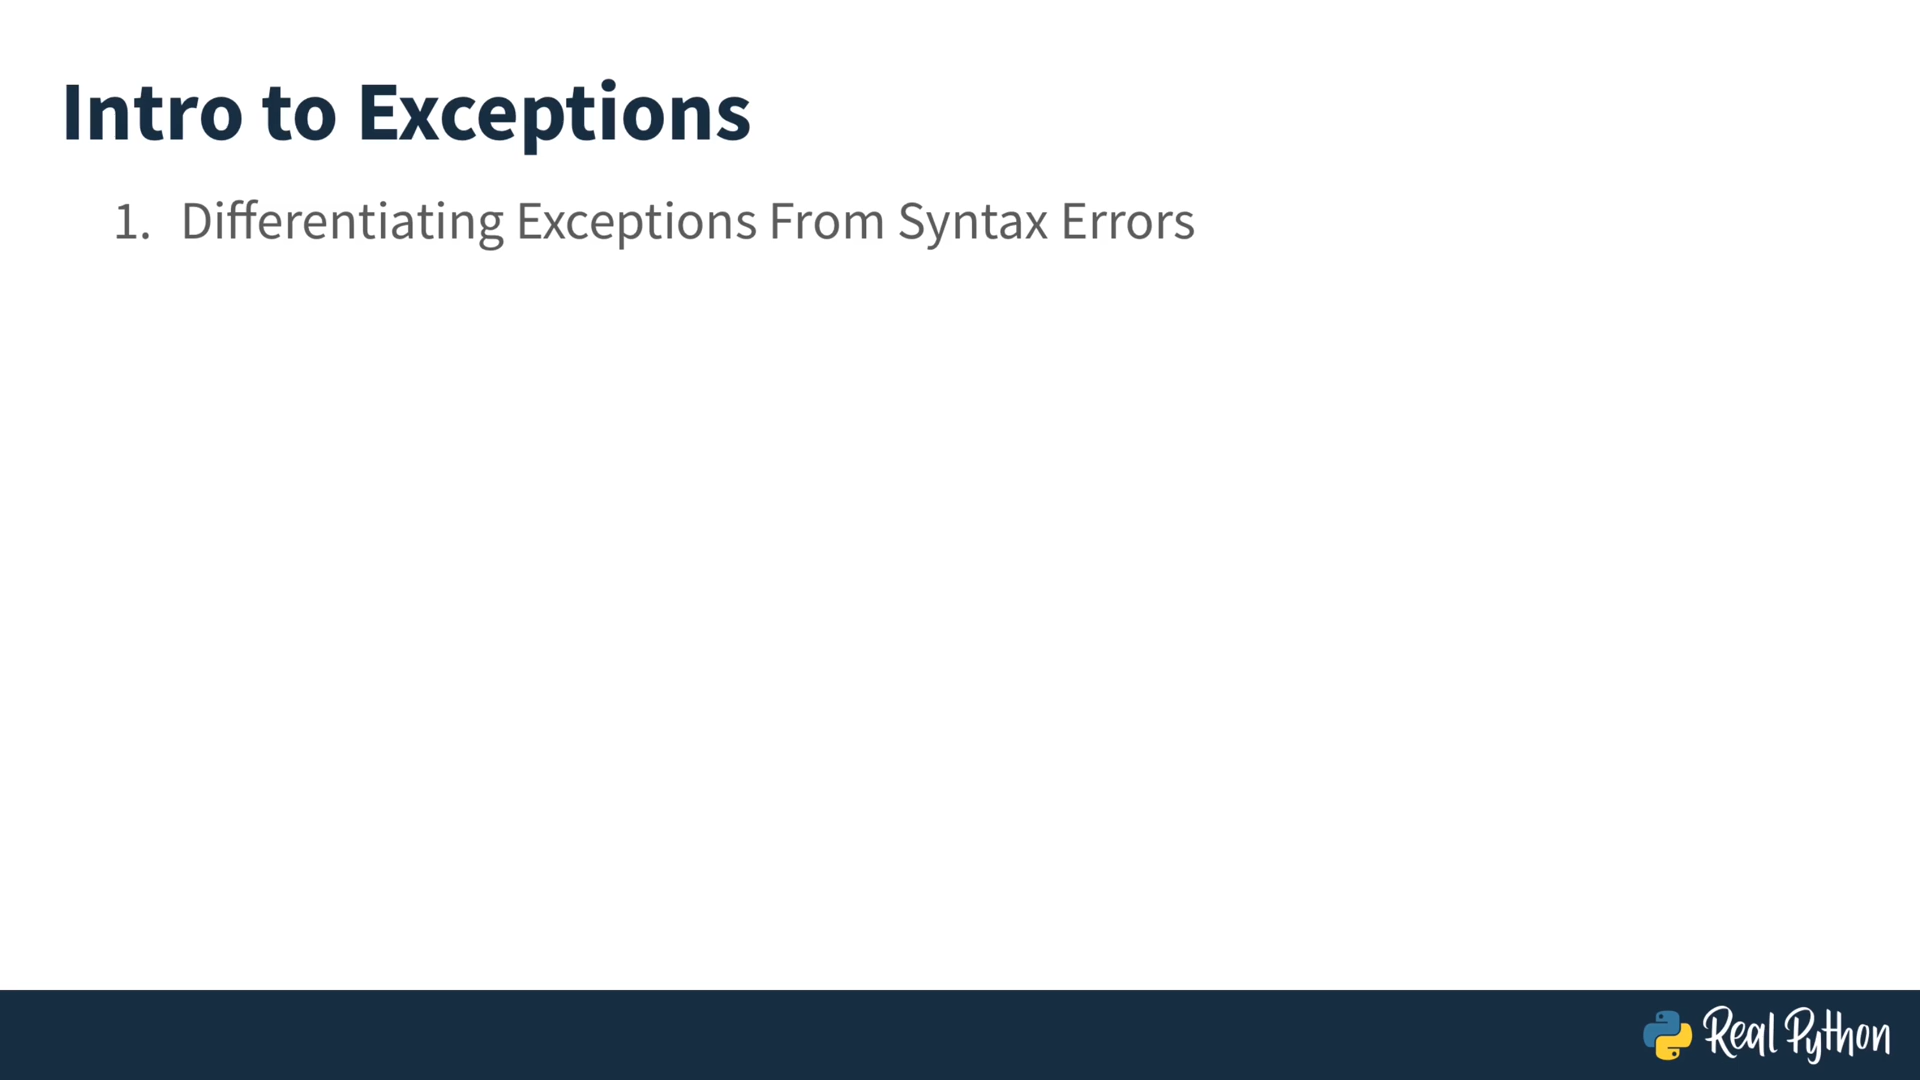 Intro to Exceptions
1. Differentiating Exceptions From Syntax Errors
Real Python